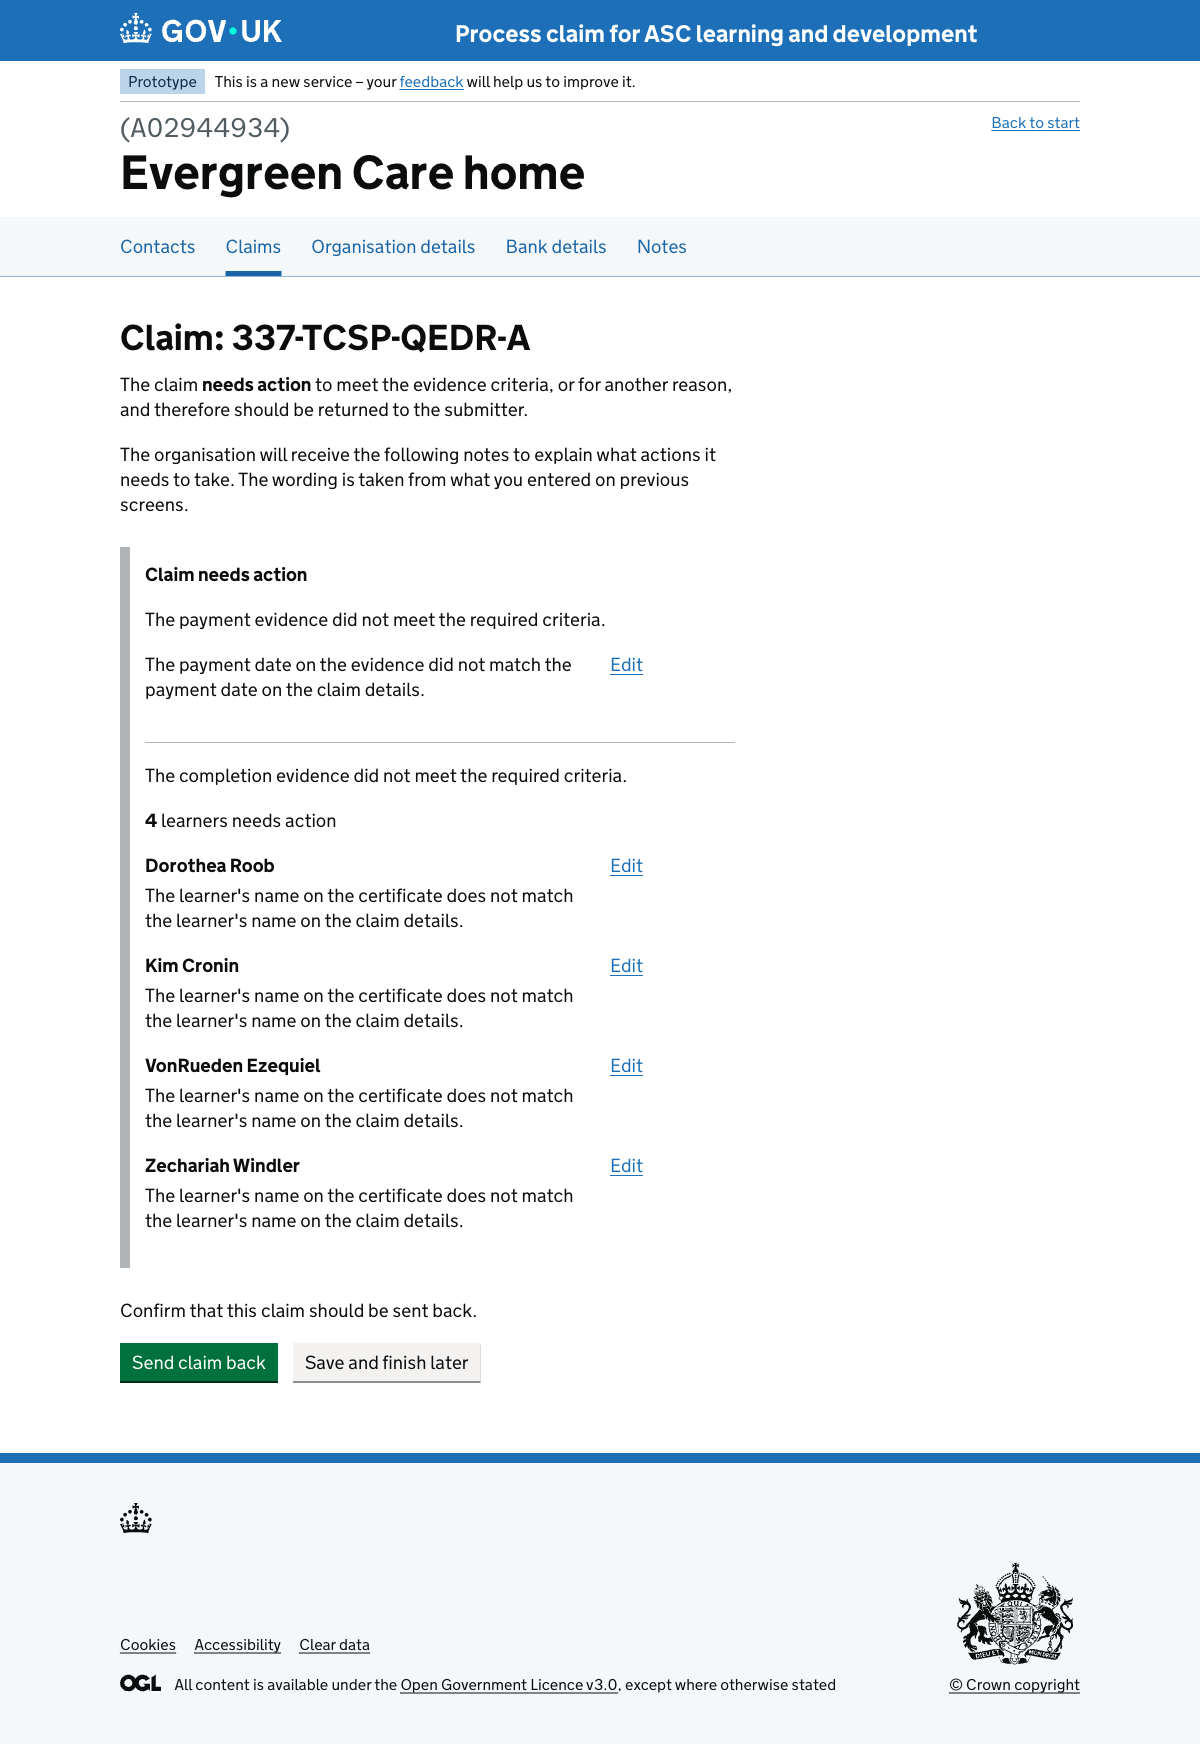 GOV·UK
Process claim for ASC learning and development
Prototype This is a new service – your feedback will help us to improve it.
(A02944934)
Back to start
Evergreen Care home
Contacts Claims Organisation details Bank details Notes
Claim: 337-TCSP-QEDR-A
The claim needs action to meet the evidence criteria, or for another reason,
and therefore should be returned to the submitter.
The organisation will receive the following notes to explain what actions it
needs to take. The wording is taken from what you entered on previous
screens.
Claim needs action
The payment evidence did not meet the required criteria.
The payment date on the evidence did not match the
payment date on the claim details.
Edit
The completion evidence did not meet the required criteria.
4 learners needs action
Dorothea Roob
Edit
The learner's name on the certificate does not match
the learner's name on the claim details.
Kim Cronin
Edit
The learner's name on the certificate does not match
the learner's name on the claim details.
VonRueden Ezequiel
Edit
The learner's name on the certificate does not match
the learner's name on the claim details.
Zechariah Windler
Edit
The learner's name on the certificate does not match
the learner's name on the claim details.
Confirm that this claim should be sent back.
Send claim back
Save and finish later
Cookies Accessibility Clear data
OGL All content is available under the Open Government Licence v3.0, except where otherwise stated
© Crown copyright